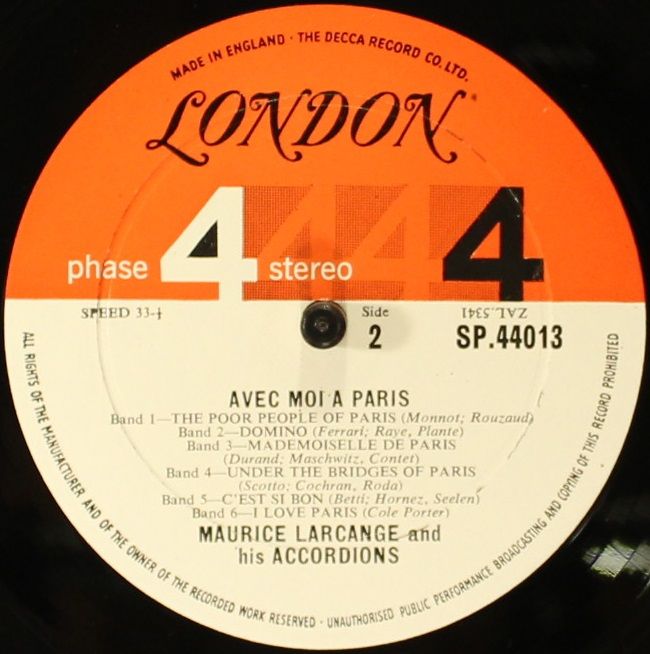 MADE IN ENGLAND · THE DECCA RECORD CO. LTD.
LONDON
phase 4 stereo 4 4 4
SPEED 33-⅓
Side
2
ZAL.5341
SP.44013
AVEC MOI A PARIS
Band 1—THE POOR PEOPLE OF PARIS (Monnot; Rouzaud)
Band 2—DOMINO (Ferrari; Raye, Plante)
Band 3—MADEMOISELLE DE PARIS
(Durand; Maschwitz, Contet)
Band 4—UNDER THE BRIDGES OF PARIS
(Scotto; Cochran, Roda)
Band 5—C'EST SI BON (Betti; Hornez, Seelen)
Band 6—I LOVE PARIS (Cole Porter)
MAURICE LARCANGE and
his ACCORDIONS
ALL RIGHTS OF THE MANUFACTURER AND OF THE OWNER OF THE RECORDED WORK RESERVED · UNAUTHORISED PUBLIC PERFORMANCE BROADCASTING AND COPYING OF THIS RECORD PROHIBITED